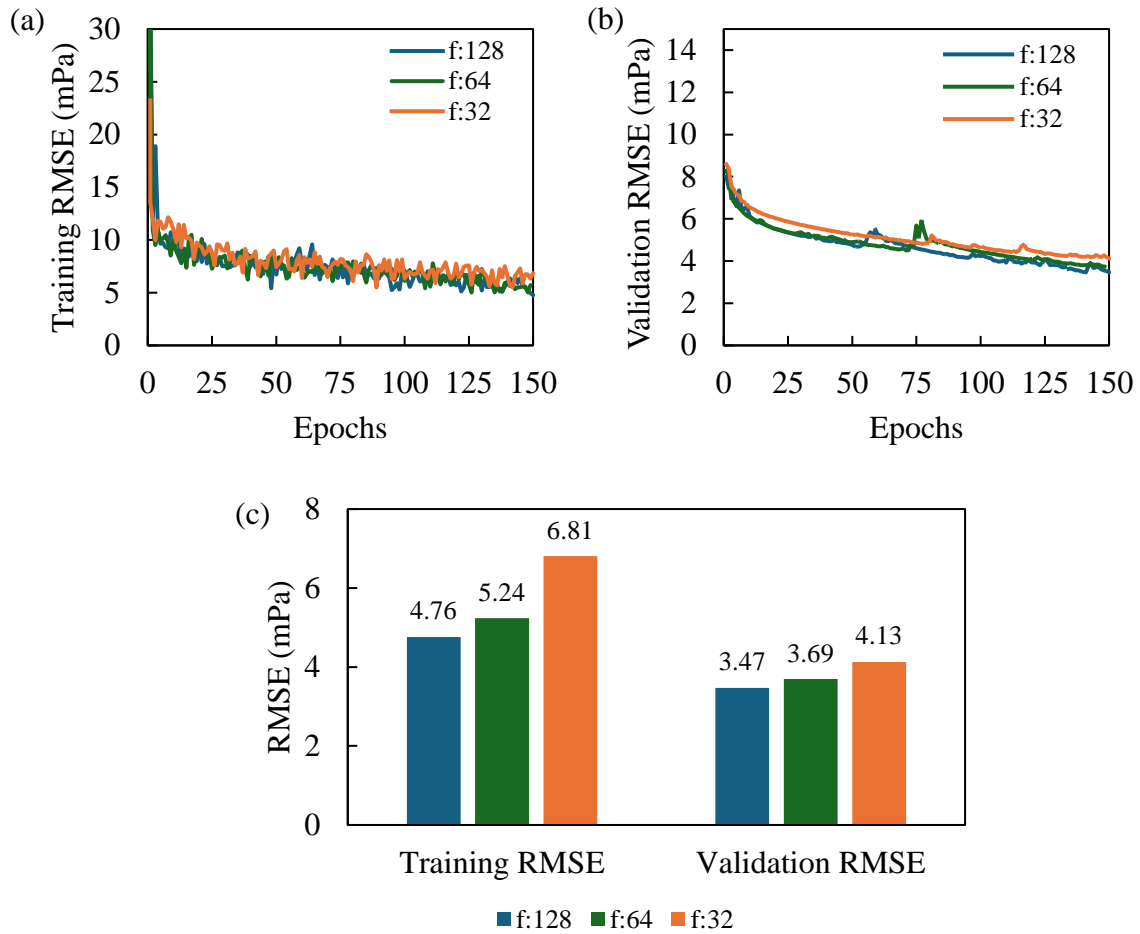 (a)
30
25
20
15
10
5
0
Training RMSE (mPa)
f:128
f:64
f:32
0 25 50 75 100 125 150
Epochs
(b)
14
12
10
8
6
4
2
0
Validation RMSE (mPa)
f:128
f:64
f:32
0 25 50 75 100 125 150
Epochs
(c)
8
6
4
2
0
RMSE (mPa)
4.76 5.24 6.81 3.47 3.69 4.13
Training RMSE Validation RMSE
f:128 f:64 f:32